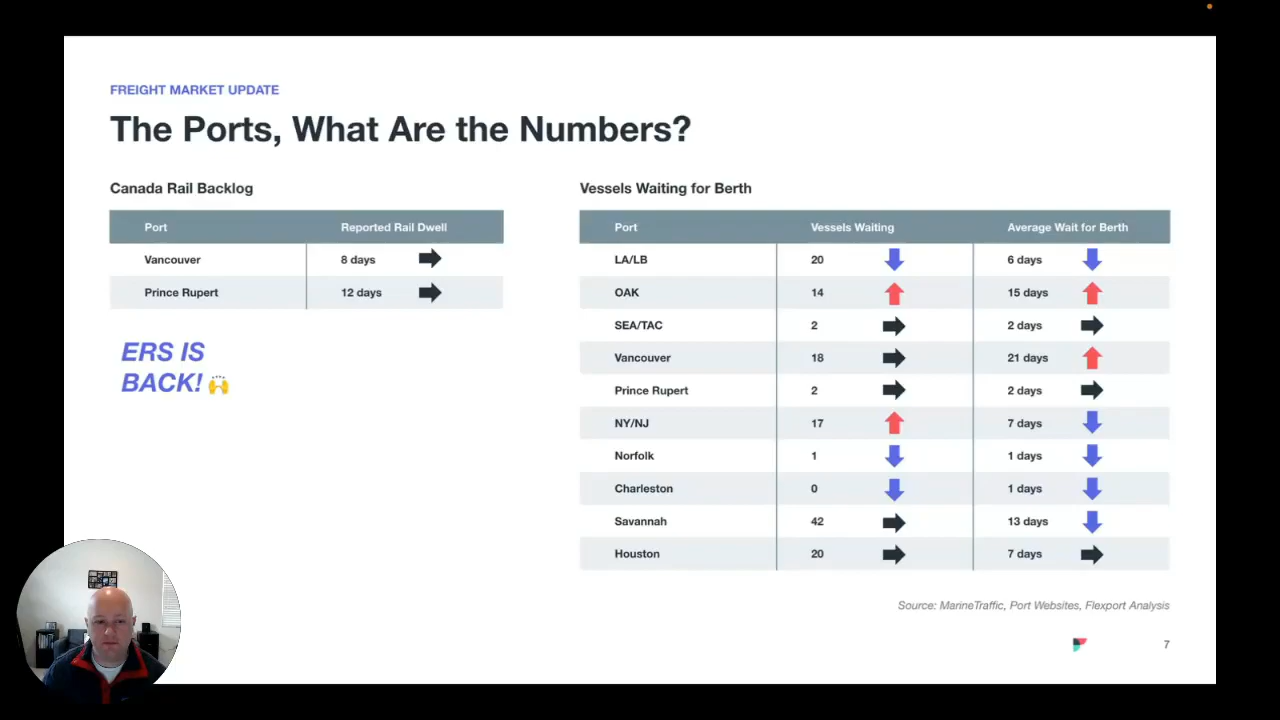 FREIGHT MARKET UPDATE
The Ports, What Are the Numbers?
Canada Rail Backlog
Port Reported Rail Dwell
Vancouver 8 days
Prince Rupert 12 days
ERS IS
BACK! 🙌
Vessels Waiting for Berth
Port Vessels Waiting Average Wait for Berth
LA/LB 20 6 days
OAK 14 15 days
SEA/TAC 2 2 days
Vancouver 18 21 days
Prince Rupert 2 2 days
NY/NJ 17 7 days
Norfolk 1 1 days
Charleston 0 1 days
Savannah 42 13 days
Houston 20 7 days
Source: MarineTraffic, Port Websites, Flexport Analysis
7